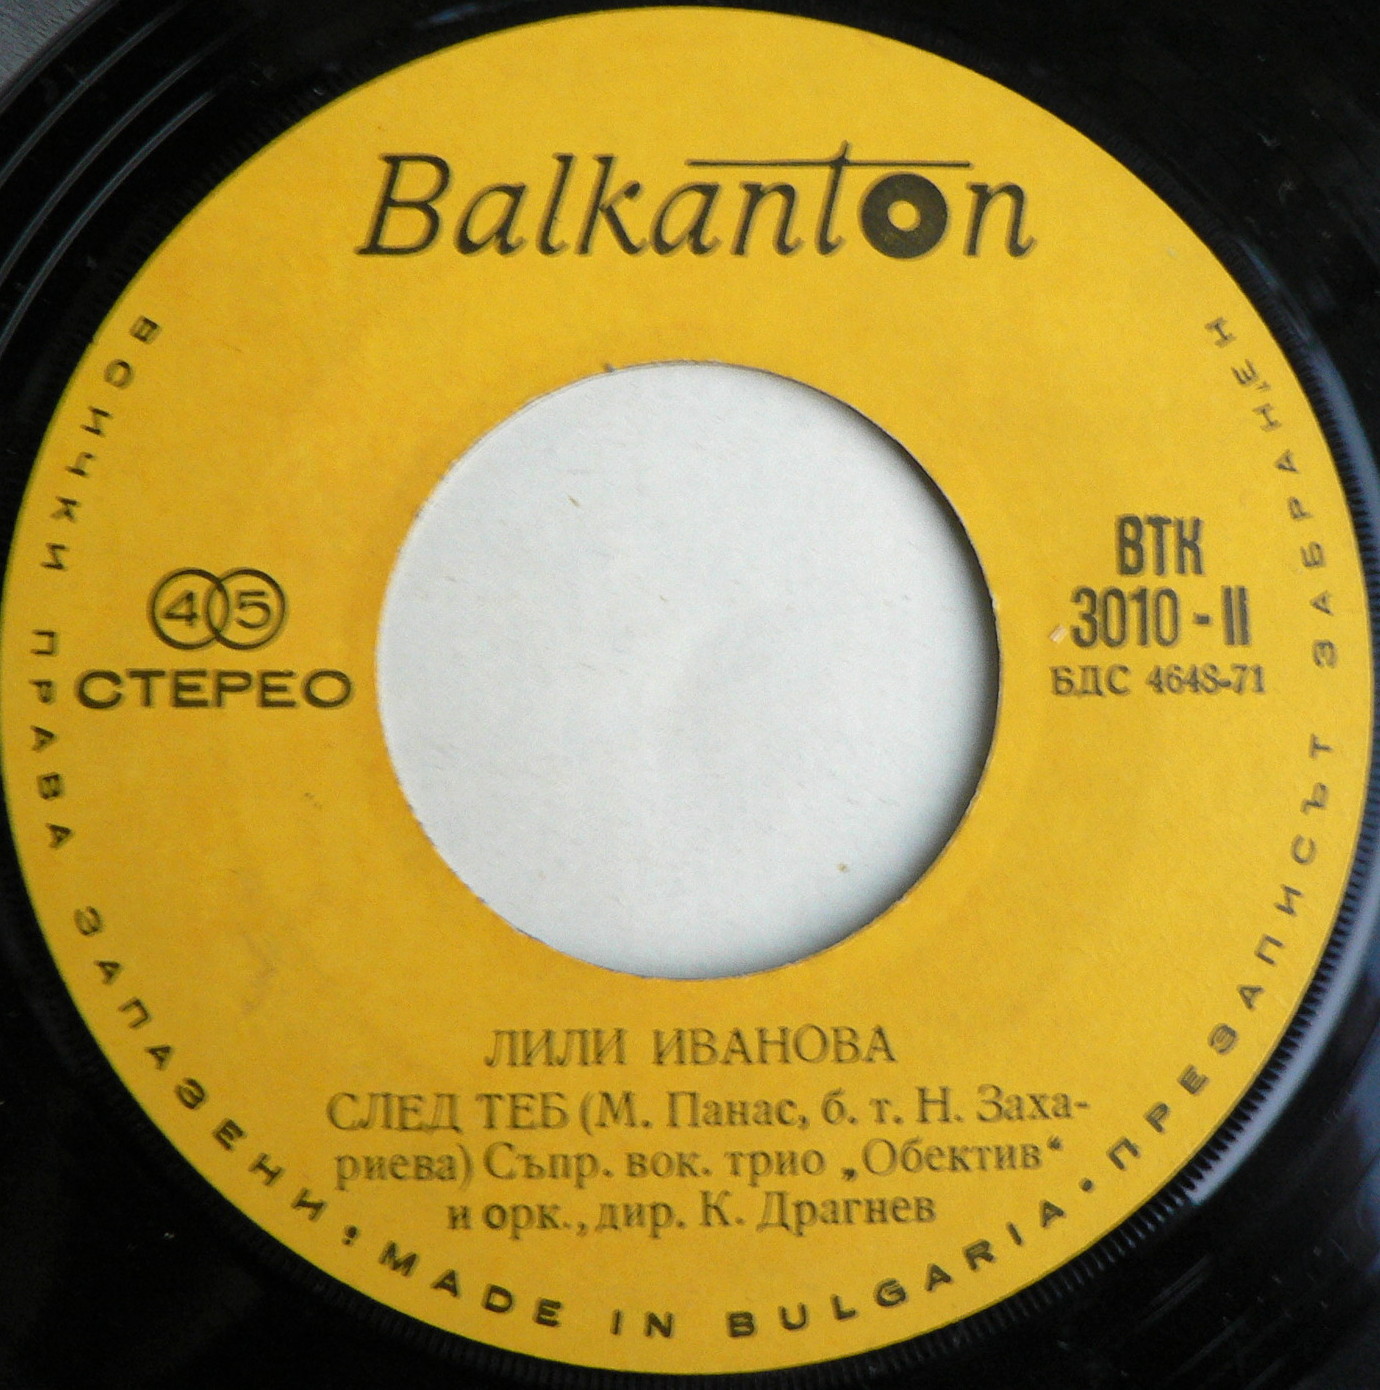 Balkanton
45
СТЕРЕО
ВТК
3010-II
БДС 4648-71
ЛИЛИ ИВАНОВА
СЛЕД ТЕБ (М. Панас, б. т. Н. Заха-
риева) Съпр. вок. трио „Обектив“
и орк., дир. К. Драгнев
ВСИЧКИ ПРАВА ЗАПАЗЕНИ • MADE IN BULGARIA • ПРЕЗАПИСЪТ ЗАБРАНЕН